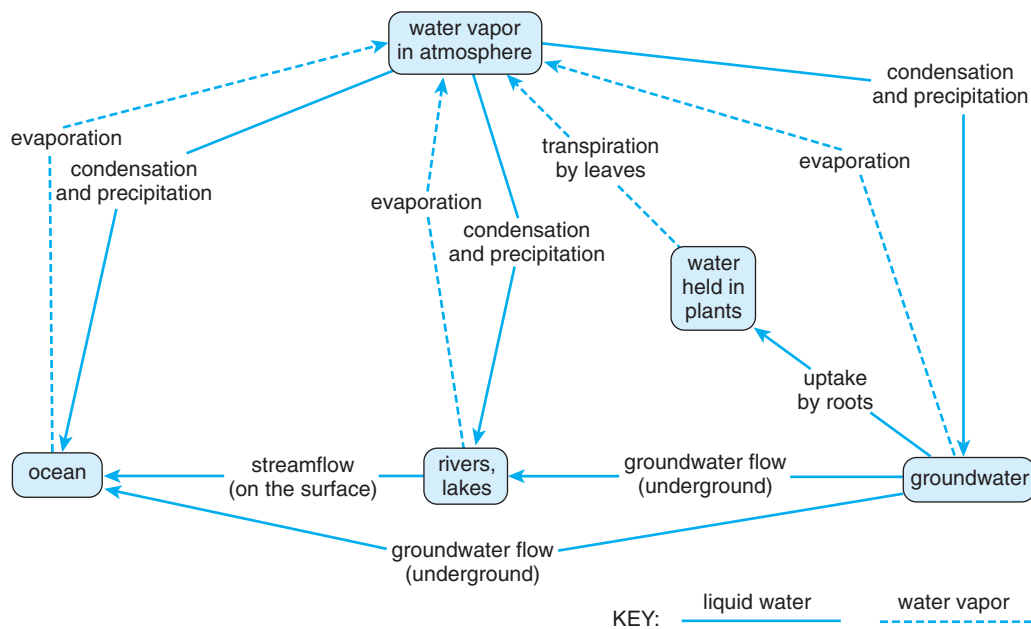 water vapor
in atmosphere
condensation
and precipitation
evaporation
condensation
and precipitation
transpiration
by leaves
evaporation
evaporation
condensation
and precipitation
water
held in
plants
uptake
by roots
ocean
streamflow
(on the surface)
rivers,
lakes
groundwater flow
(underground)
groundwater
groundwater flow
(underground)
KEY:
liquid water
water vapor